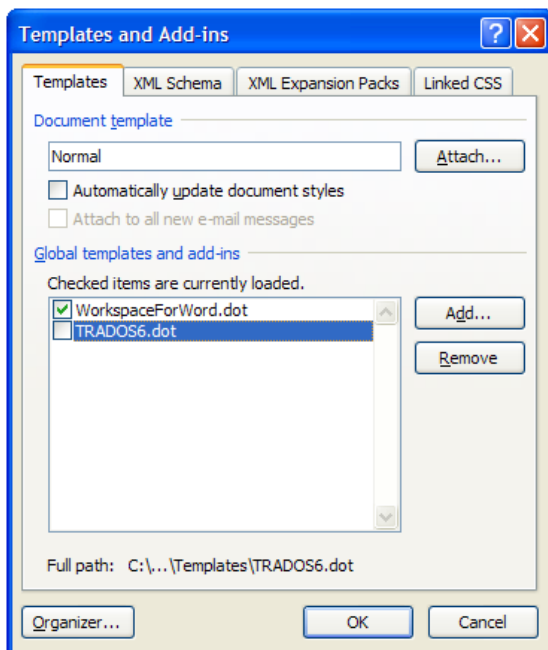 Templates and Add-ins
Templates XML Schema XML Expansion Packs Linked CSS
Document template
Normal Attach...
Automatically update document styles
Attach to all new e-mail messages
Global templates and add-ins
Checked items are currently loaded.
WorkspaceForWord.dot Add...
TRADOS6.dot
Remove
Full path: C:\...\Templates\TRADOS6.dot
Organizer... OK Cancel